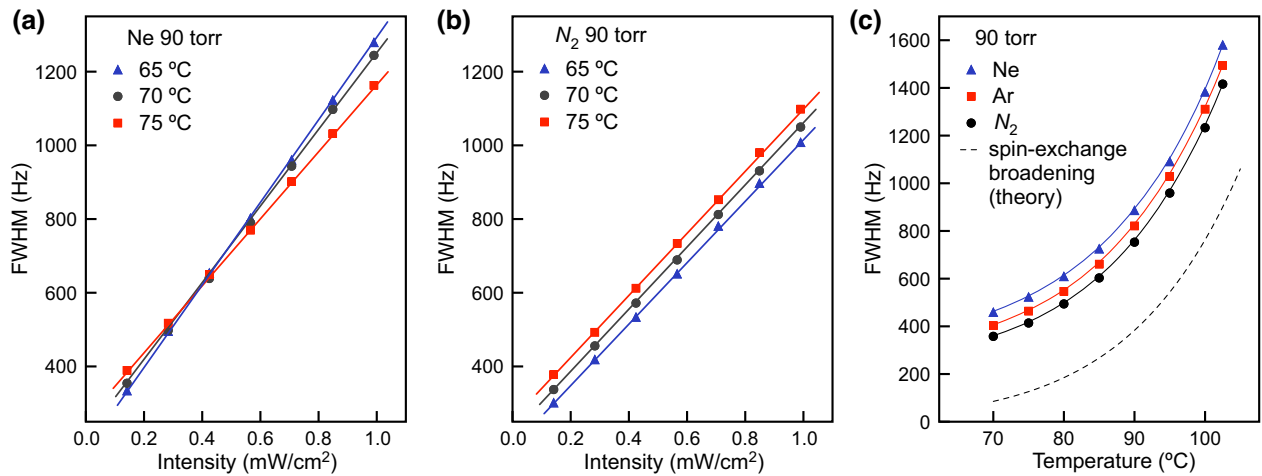 (a)
Ne 90 torr
65 ºC
70 ºC
75 ºC
FWHM (Hz)
1200
1000
800
600
400
0.0 0.2 0.4 0.6 0.8 1.0
Intensity (mW/cm²)
(b)
N₂ 90 torr
65 ºC
70 ºC
75 ºC
FWHM (Hz)
1200
1000
800
600
400
0.0 0.2 0.4 0.6 0.8 1.0
Intensity (mW/cm²)
(c)
90 torr
Ne
Ar
N₂
spin-exchange
broadening
(theory)
FWHM (Hz)
1600
1400
1200
1000
800
600
400
200
0
70 80 90 100
Temperature (ºC)